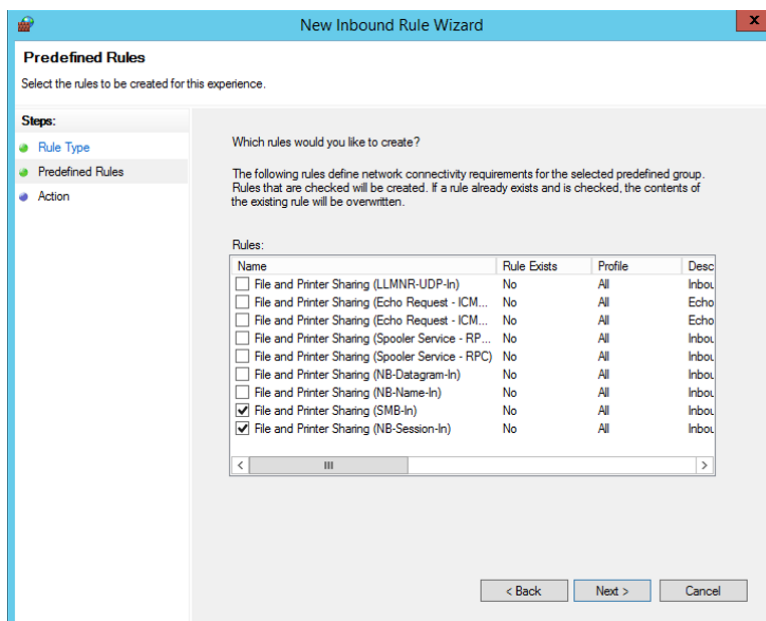 New Inbound Rule Wizard
x
Predefined Rules
Select the rules to be created for this experience.
Steps:
Rule Type
Predefined Rules
Action
Which rules would you like to create?
The following rules define network connectivity requirements for the selected predefined group.
Rules that are checked will be created. If a rule already exists and is checked, the contents of
the existing rule will be overwritten.
Rules:
Name Rule Exists Profile Desc
File and Printer Sharing (LLMNR-UDP-In) No All Inbou
File and Printer Sharing (Echo Request - ICM... No All Echo
File and Printer Sharing (Echo Request - ICM... No All Echo
File and Printer Sharing (Spooler Service - RP... No All Inbou
File and Printer Sharing (Spooler Service - RPC) No All Inbou
File and Printer Sharing (NB-Datagram-In) No All Inbou
File and Printer Sharing (NB-Name-In) No All Inbou
File and Printer Sharing (SMB-In) No All Inbou
File and Printer Sharing (NB-Session-In) No All Inbou
< Back Next > Cancel